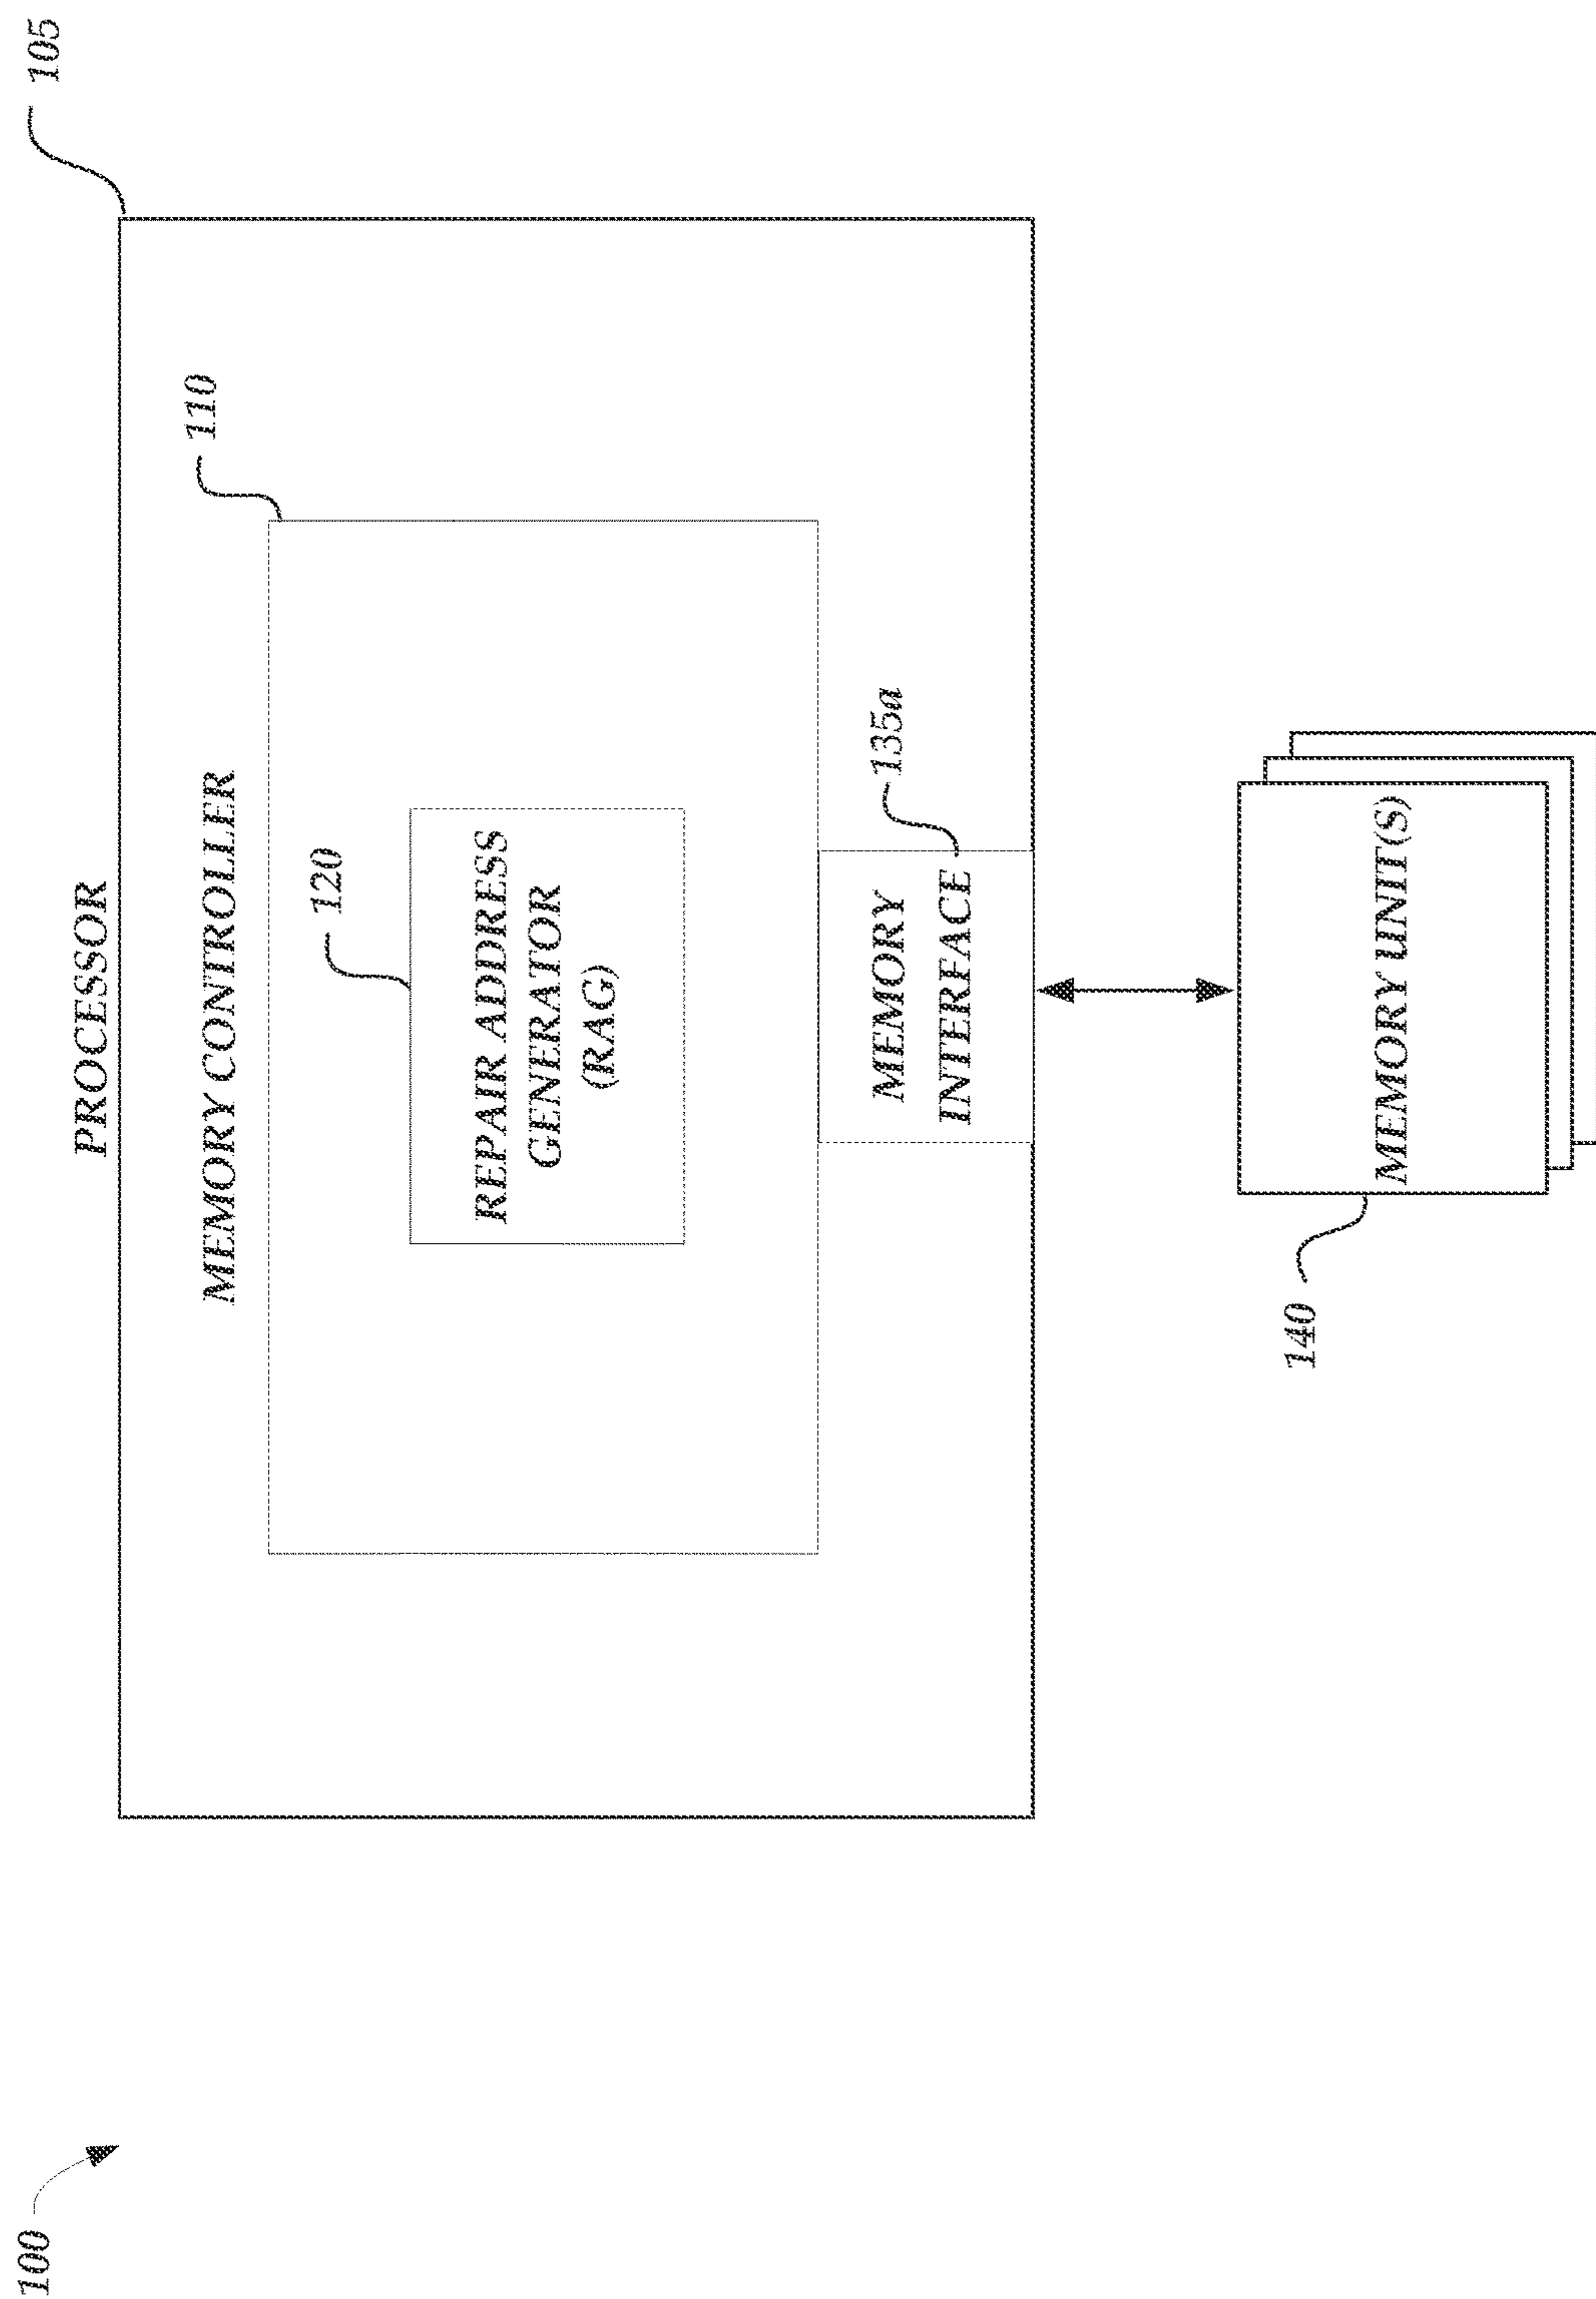 100
105
PROCESSOR
110
MEMORY CONTROLLER
120
REPAIR ADDRESS
GENERATOR
(RAG)
135a
MEMORY
INTERFACE
140
MEMORY UNIT(S)